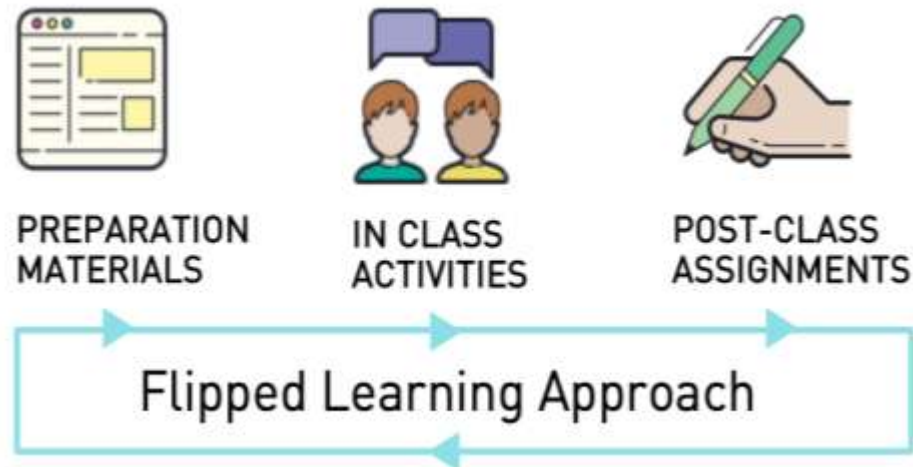 PREPARATION
MATERIALS
IN CLASS
ACTIVITIES
POST-CLASS
ASSIGNMENTS
Flipped Learning Approach